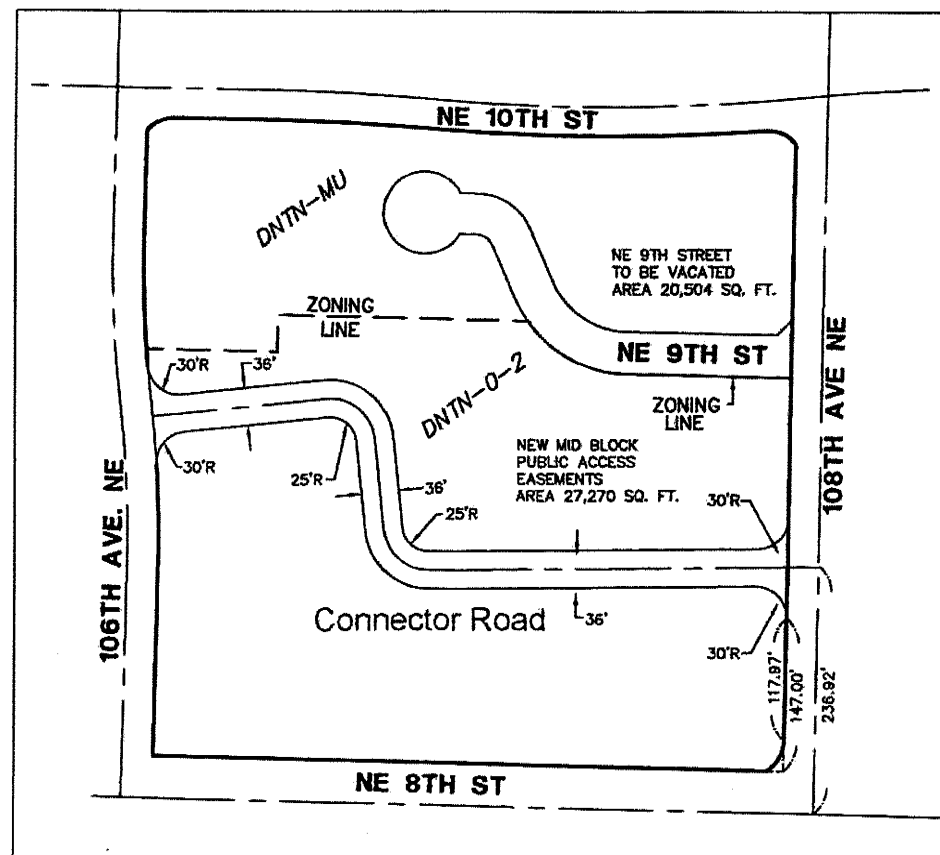 NE 10TH ST
DNTN-MU
NE 9TH STREET
TO BE VACATED
AREA 20,504 SQ. FT.
ZONING
LINE
NE 9TH ST
108TH AVE NE
30'R
36'
DNTN-O-2
ZONING
LINE
106TH AVE. NE
30'R
25'R
36'
NEW MID BLOCK
PUBLIC ACCESS
EASEMENTS
AREA 27,270 SQ. FT.
25'R
30'R
Connector Road
36'
30'R
117.97'
147.00'
236.92'
NE 8TH ST